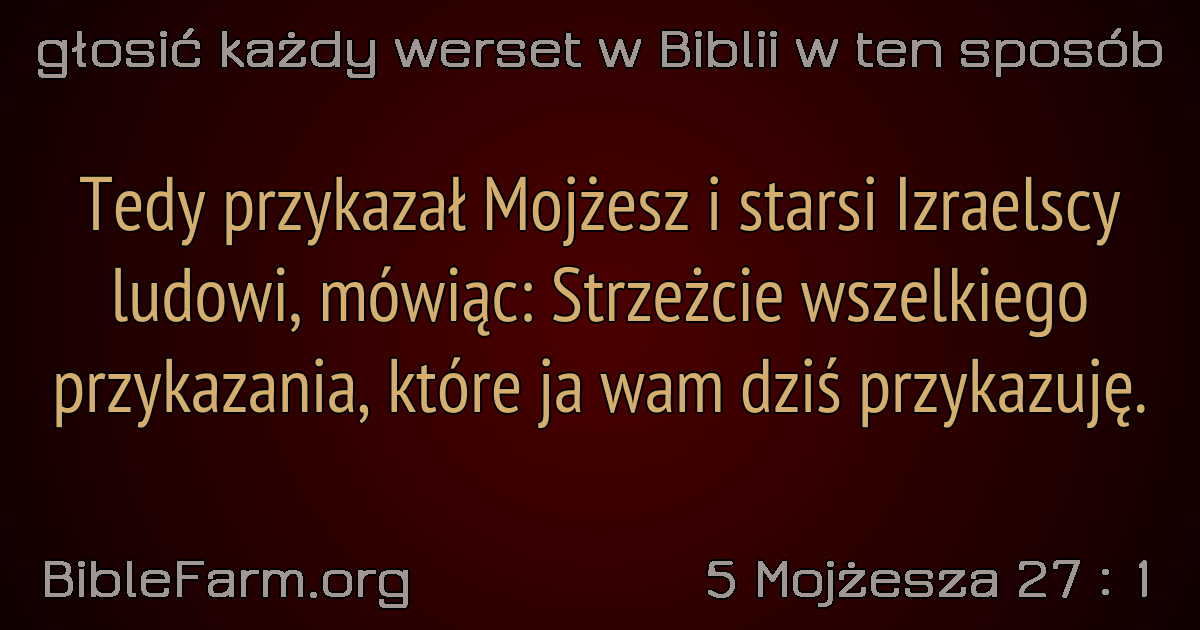 głosić każdy werset w Biblii w ten sposób
Tedy przykazał Mojżesz i starsi Izraelscy
ludowi, mówiąc: Strzeżcie wszelkiego
przykazania, które ja wam dziś przykazuję.
BibleFarm.org
5 Mojżesza 27 : 1